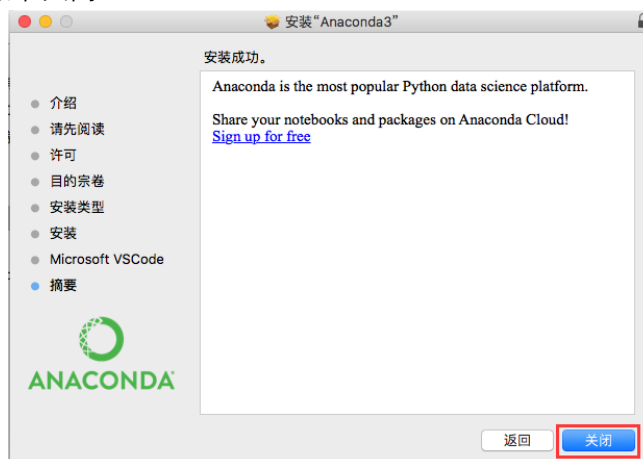 安装“Anaconda3”
安装成功。
介绍
请先阅读
许可
目的宗卷
安装类型
安装
Microsoft VSCode
摘要
Anaconda is the most popular Python data science platform.
Share your notebooks and packages on Anaconda Cloud!
Sign up for free
ANACONDA
返回
关闭